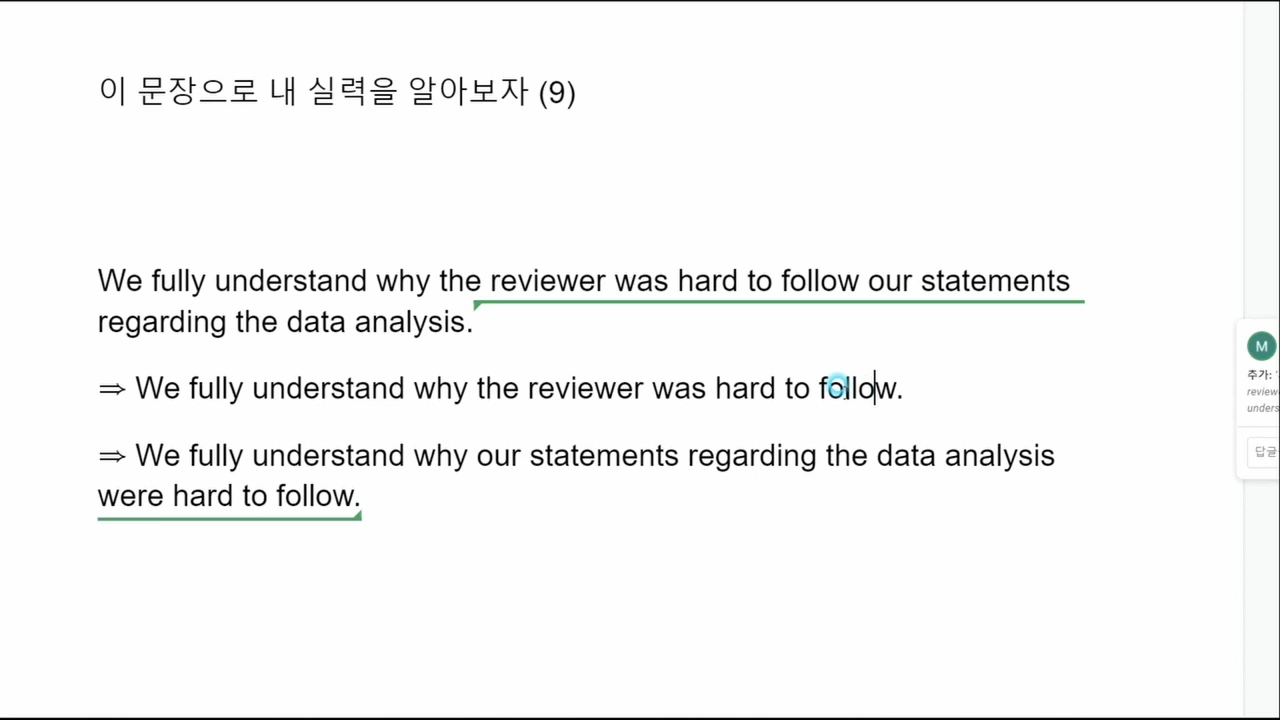 이 문장으로 내 실력을 알아보자 (9)
We fully understand why the reviewer was hard to follow our statements
regarding the data analysis.
⇒ We fully understand why the reviewer was hard to follow.
⇒ We fully understand why our statements regarding the data analysis
were hard to follow.
M
추가:
review
unders
답글